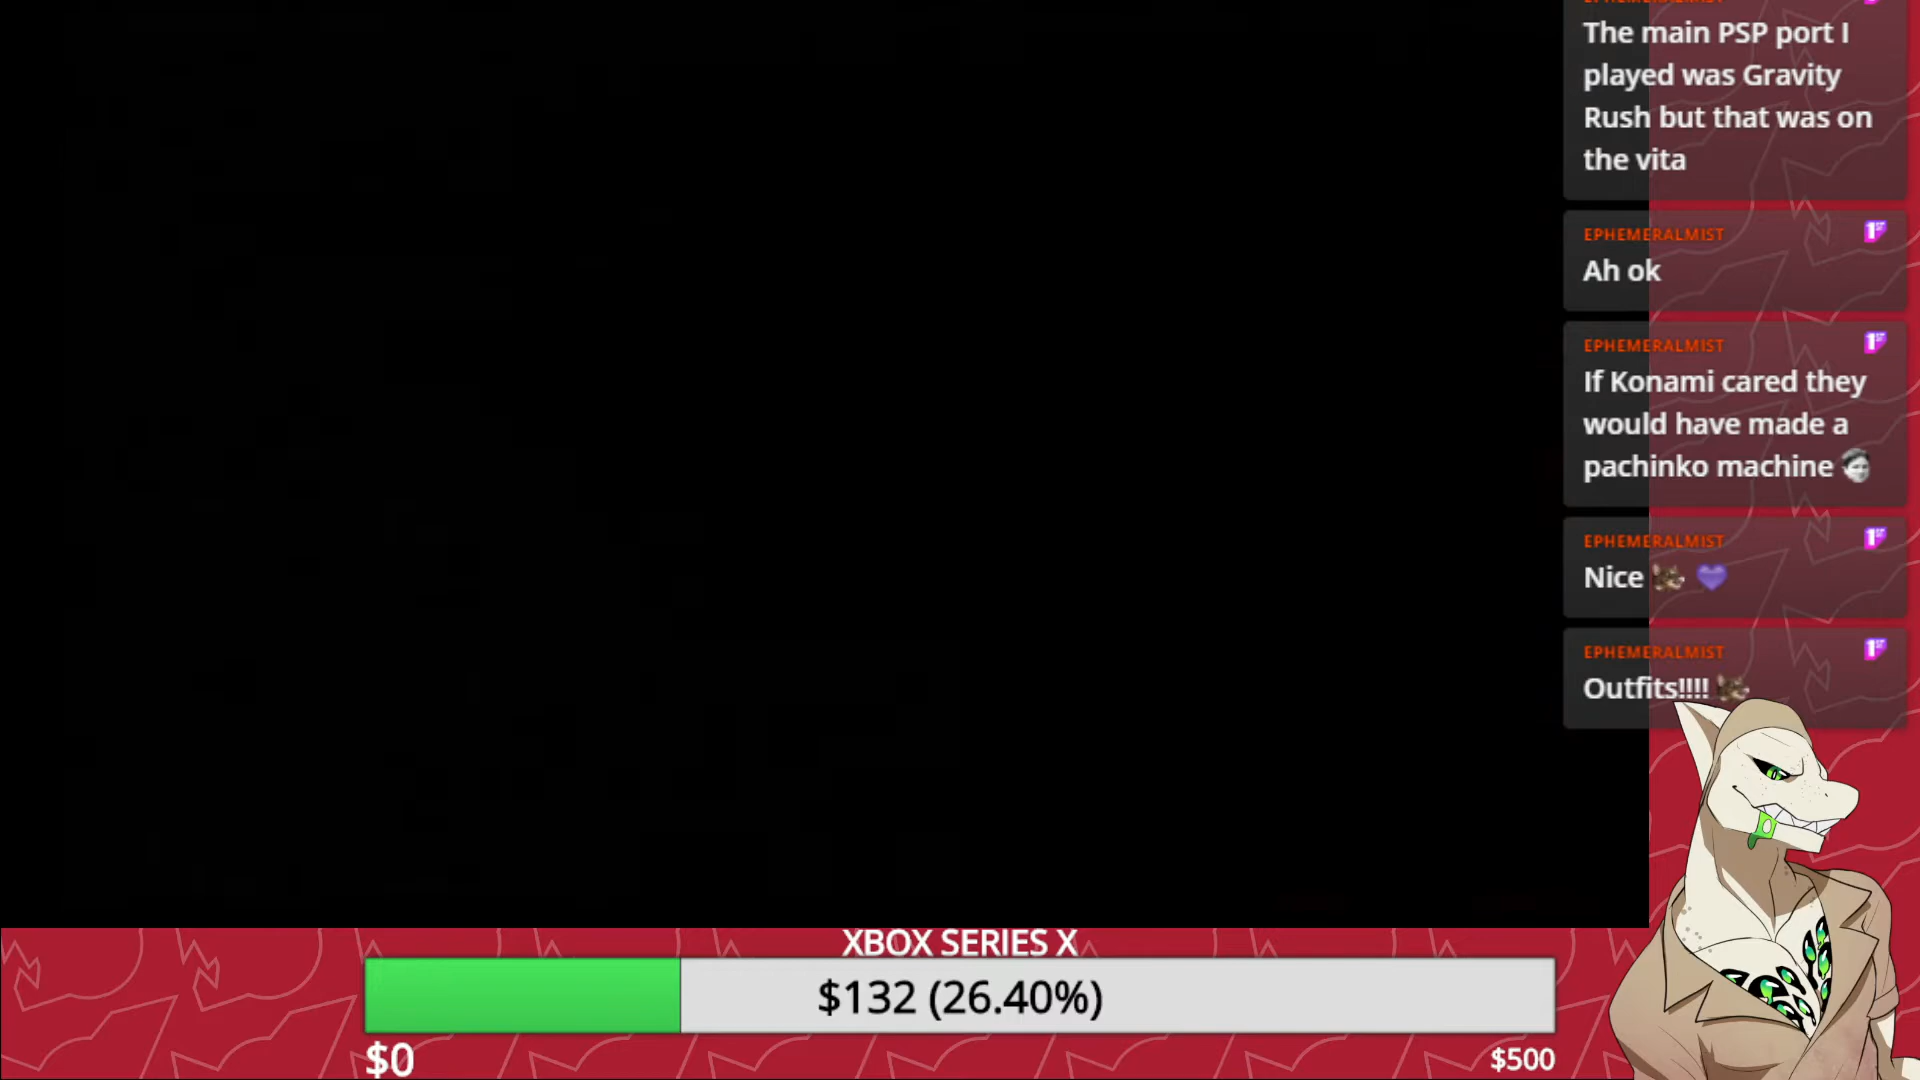 The main PSP port I
played was Gravity
Rush but that was on
the vita
EPHEMERALMIST
Ah ok
EPHEMERALMIST
If Konami cared they
would have made a
pachinko machine
EPHEMERALMIST
Nice
EPHEMERALMIST
Outfits!!!!
XBOX SERIES X
$132 (26.40%)
$0
$500